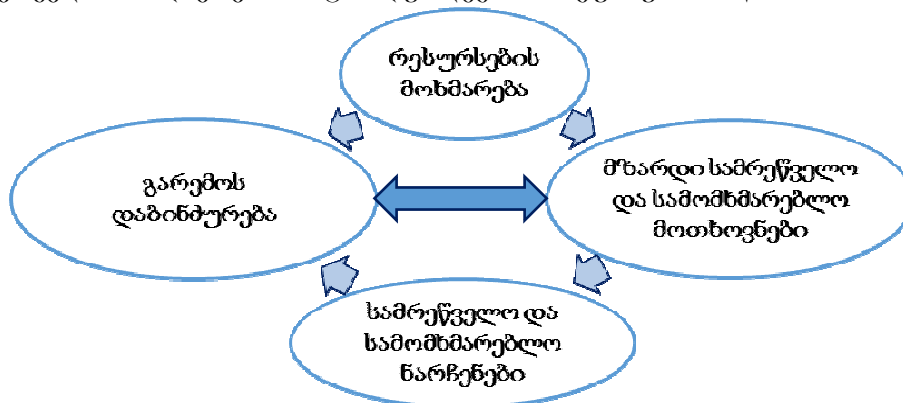 რესურსების
მოხმარება
გარემოს
დაბინძურება
მზარდი სამრეწველო
და სამომხმარებლო
მოთხოვნები
სამრეწველო და
სამომხმარებლო
ნარჩენები